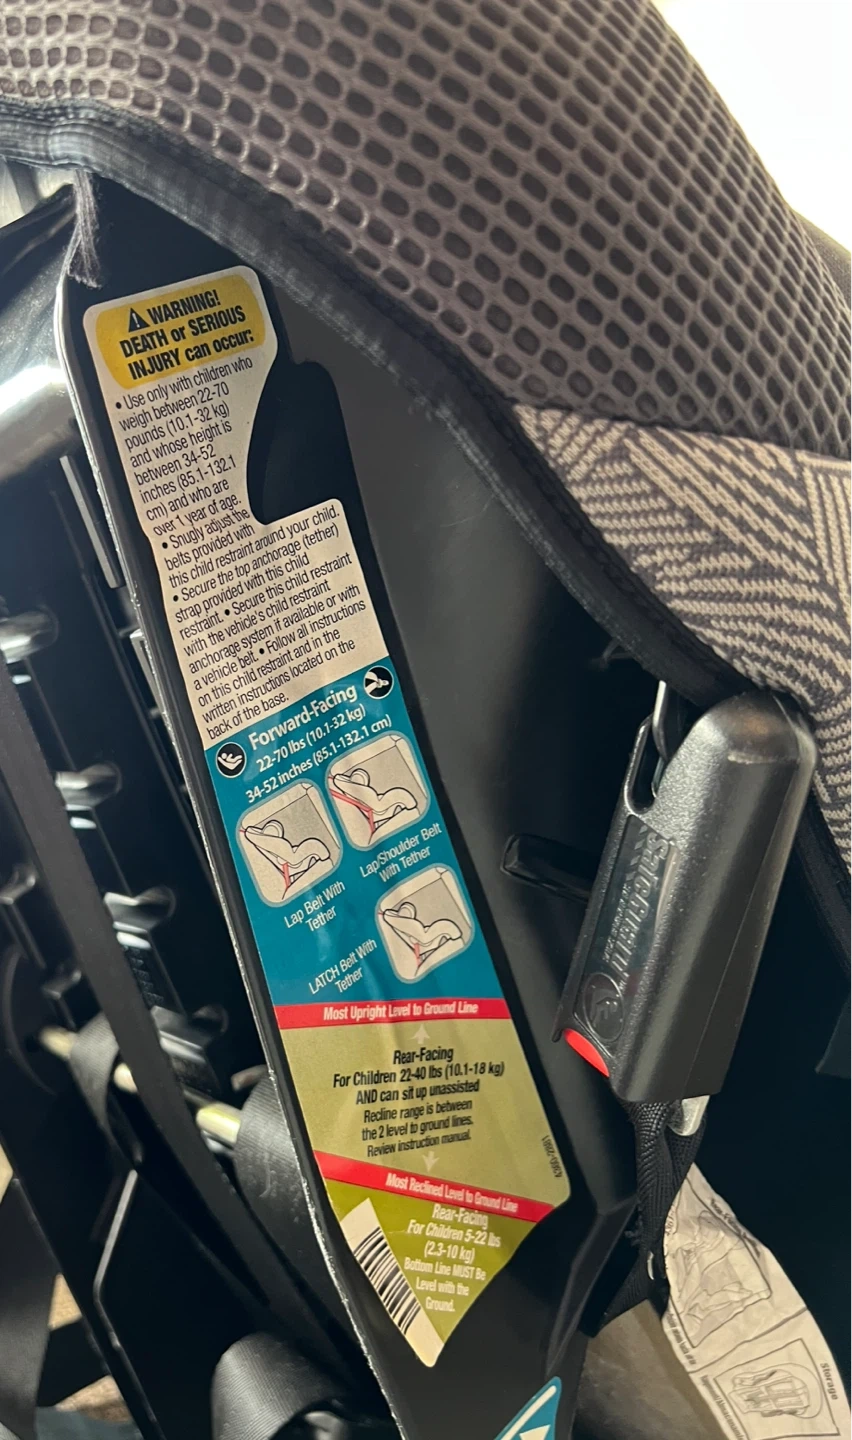 WARNING!
DEATH or SERIOUS
INJURY can occur:
• Use only with children who
weigh between 22-70
pounds (10.1-32 kg)
and whose height is
between 34-52
inches (85.1-132.1
cm) and who are
over 1 year of age.
• Snugly adjust the
belts provided with
this child restraint around your child.
• Secure the top anchorage (tether)
strap provided with this child
restraint. • Secure this child restraint
with the vehicle's child restraint
anchorage system if available or with
a vehicle belt. • Follow all instructions
on this child restraint and in the
written instructions located on the
back of the base.
Forward-Facing
22-70 lbs (10.1-32 kg)
34-52 inches (85.1-132.1 cm)
Lap Belt With
Tether
Lap/Shoulder Belt
With Tether
LATCH Belt With
Tether
Most Upright Level to Ground Line
Rear-Facing
For Children 22-40 lbs (10.1-18 kg)
AND can sit up unassisted
Recline range is between
the 2 level to ground lines.
Review instruction manual.
Most Reclined Level to Ground Line
Rear-Facing
For Children 5-22 lbs
(2.3-10 kg)
Bottom Line MUST Be
Level with the
Ground.
Storage